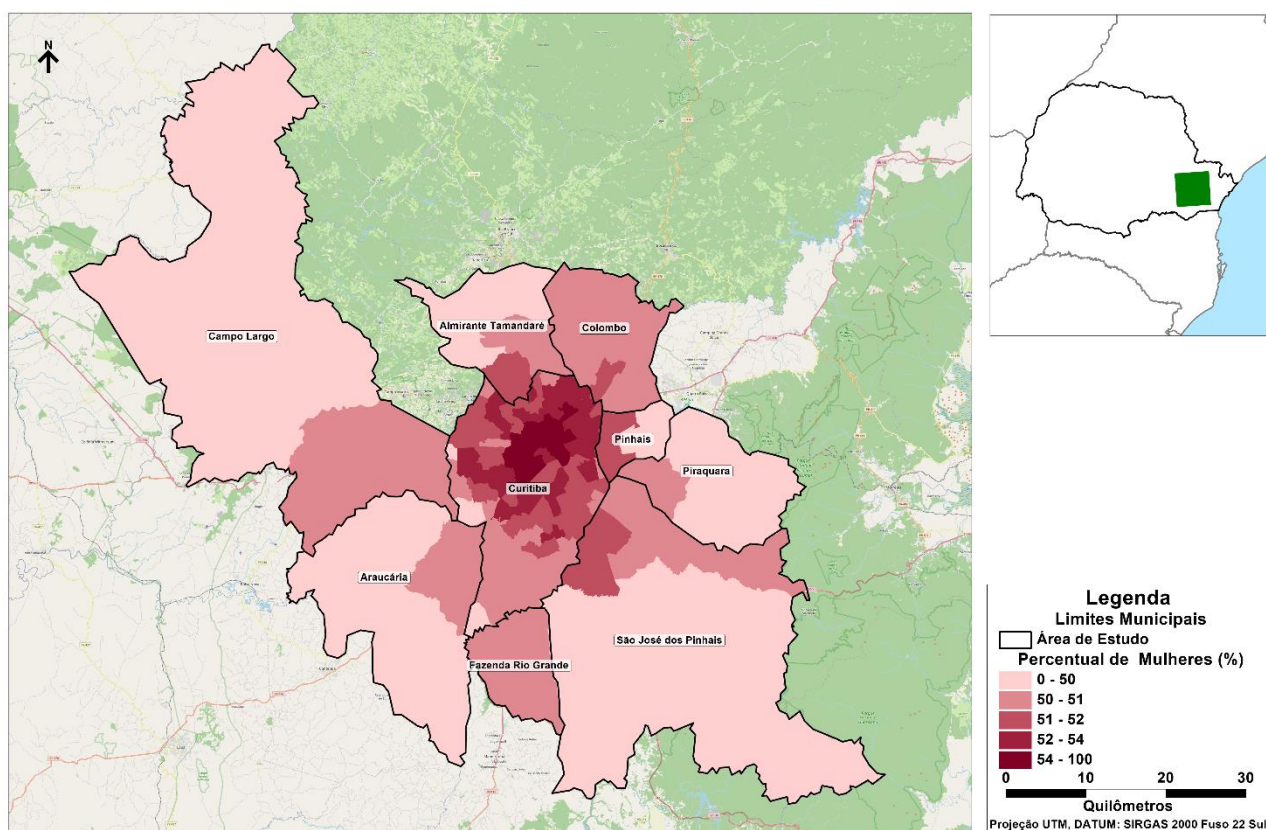 N
Campo Largo
Almirante Tamandaré
Colombo
Pinhais
Piraquara
Curitiba
Araucária
São José dos Pinhais
Fazenda Rio Grande
Legenda
Limites Municipais
Área de Estudo
Percentual de Mulheres (%)
0 - 50
50 - 51
51 - 52
52 - 54
54 - 100
0 10 20 30
Quilômetros
Projeção UTM, DATUM: SIRGAS 2000 Fuso 22 Sul